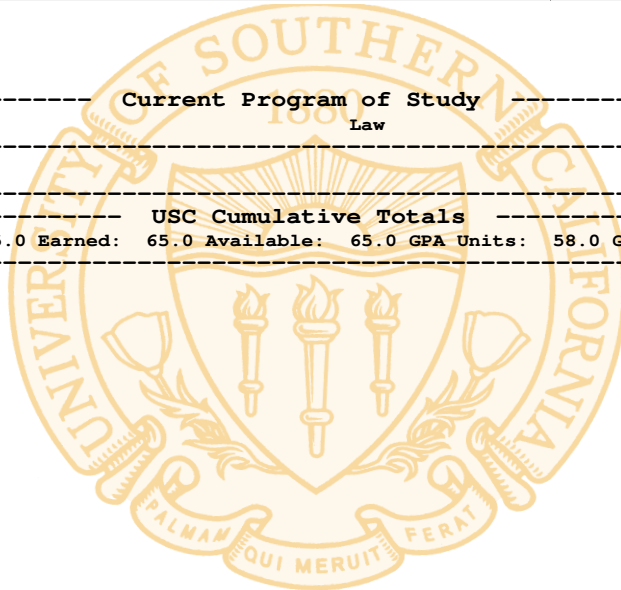 UNIVERSITY OF SOUTHERN CALIFORNIA
---------- Current Program of Study ----------
1880
Law
---------- USC Cumulative Totals ----------
.0 Earned: 65.0 Available: 65.0 GPA Units: 58.0 G
PALMAM QUI MERUIT FERAT